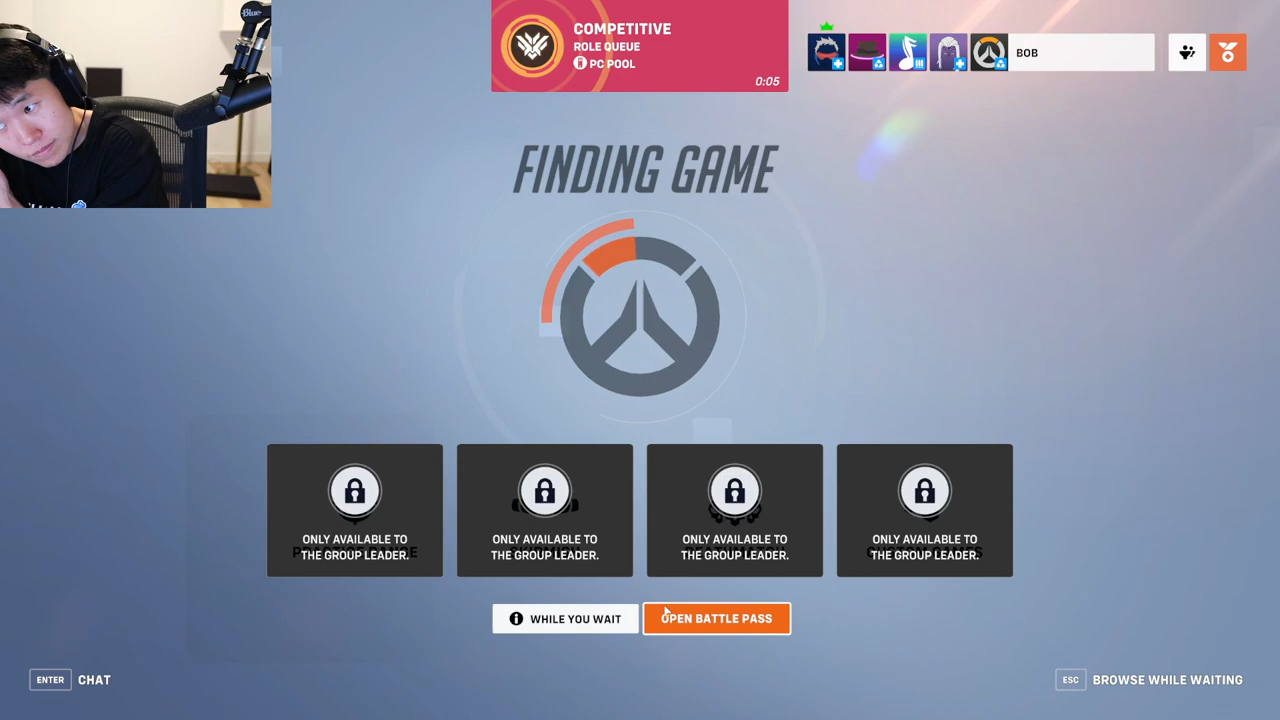 Blue
COMPETITIVE
ROLE QUEUE
PC POOL
0:05
BOB
FINDING GAME
ONLY AVAILABLE TO
THE GROUP LEADER.
ONLY AVAILABLE TO
THE GROUP LEADER.
ONLY AVAILABLE TO
THE GROUP LEADER.
ONLY AVAILABLE TO
THE GROUP LEADER.
WHILE YOU WAIT
OPEN BATTLE PASS
ENTER CHAT
ESC BROWSE WHILE WAITING